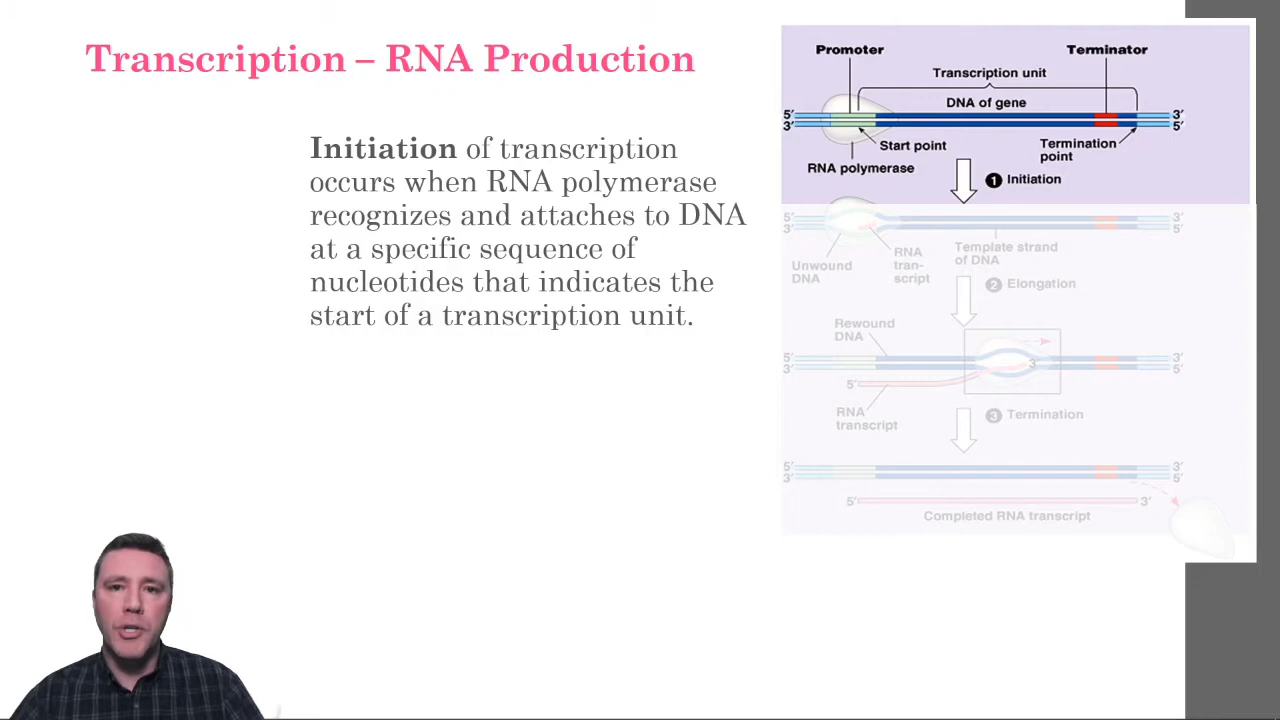 Transcription – RNA Production
Initiation of transcription
occurs when RNA polymerase
recognizes and attaches to DNA
at a specific sequence of
nucleotides that indicates the
start of a transcription unit.
Promoter
Terminator
Transcription unit
DNA of gene
5′ 3′
3′ 5′
Start point
Termination
point
RNA polymerase
1 Initiation
5′ 3′
3′ 5′
Unwound
DNA
RNA
tran-
script
Template strand
of DNA
2 Elongation
Rewound
DNA
5′ 3′
3′ 5′
3′
5′
RNA
transcript
3 Termination
5′ 3′
3′ 5′
5′ 3′
Completed RNA transcript